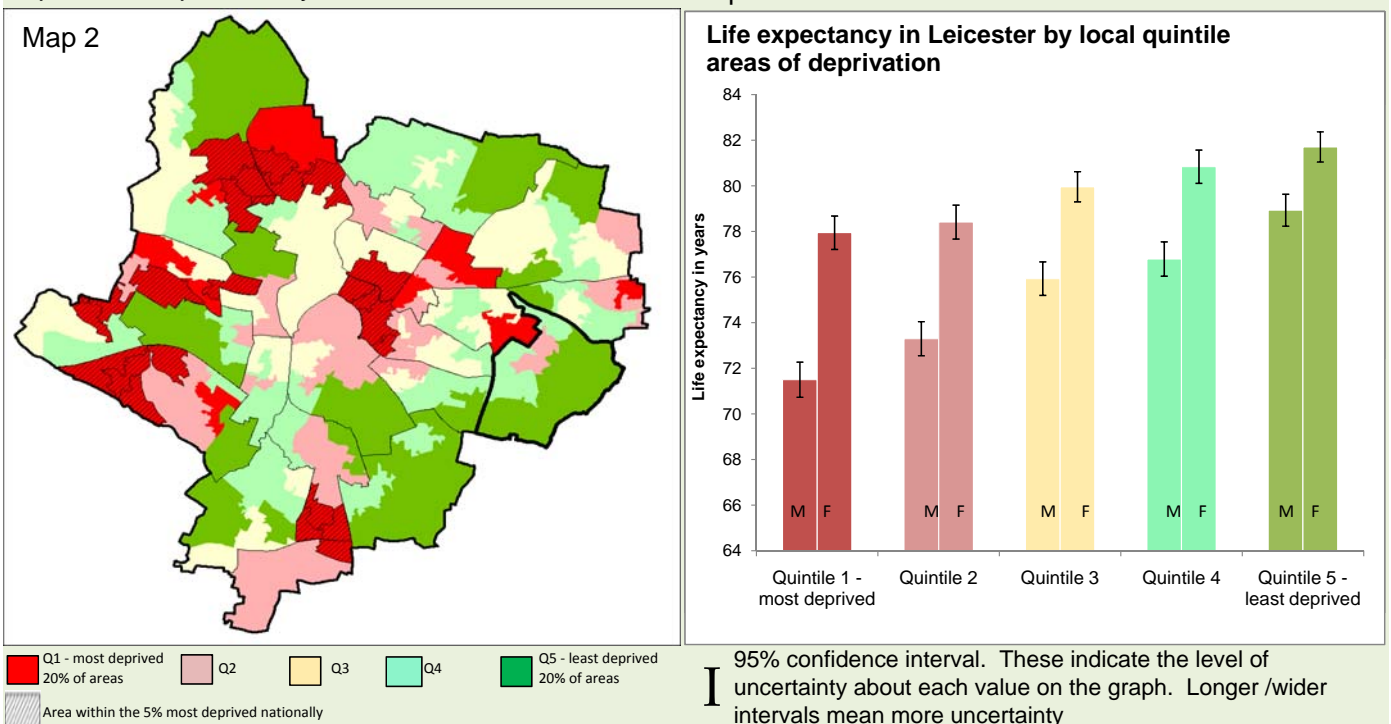 Map 2
Q1 - most deprived
20% of areas
Q2
Q3
Q4
Q5 - least deprived
20% of areas
Area within the 5% most deprived nationally
Life expectancy in Leicester by local quintile
areas of deprivation
Life expectancy in years
84
82
80
78
76
74
72
70
68
66
64
M F
M F
M F
M F
M F
Quintile 1 -
most deprived
Quintile 2
Quintile 3
Quintile 4
Quintile 5 -
least deprived
95% confidence interval. These indicate the level of
uncertainty about each value on the graph. Longer /wider
intervals mean more uncertainty